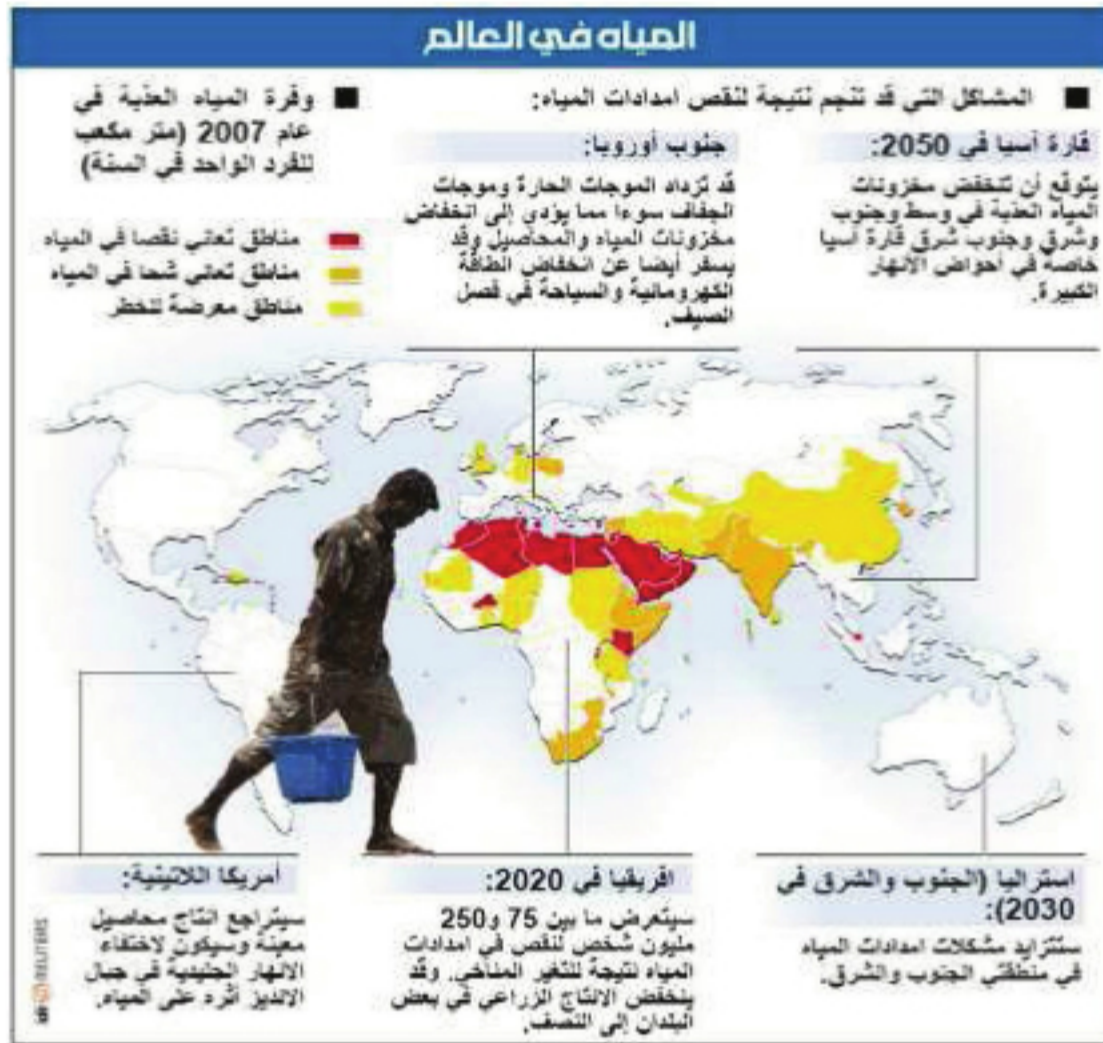 المياه في العالم
■ المشاكل التي قد تنجم نتيجة لنقص امدادات المياه:
قارة أسيا في 2050:
يتوقع أن تنخفض مخزونات
المياه العذبة في وسط وجنوب
وشرق وجنوب شرق قارة أسيا
خاصة في أحواض الانهار
الكبيرة.
جنوب أوروبا:
قد تزداد الموجات الحارة وموجات
الجفاف سوءا مما يؤدي إلى انخفاض
مخزونات المياه والمحاصيل وقد
يسفر أيضا عن انخفاض الطاقة
الكهرومائية والسياحة في فصل
الصيف.
■ وفرة المياه العذبة في
عام 2007 (متر مكعب
للفرد الواحد في السنة)
مناطق تعاني نقصا في المياه
مناطق تعاني شحا في المياه
مناطق معرضة للخطر
استراليا (الجنوب والشرق في
2030):
ستتزايد مشكلات امدادات المياه
في منطقتي الجنوب والشرق.
افريقيا في 2020:
سيتعرض ما بين 75 و250
مليون شخص لنقص في امدادات
المياه نتيجة للتغير المناخي. وقد
ينخفض الانتاج الزراعي في بعض
البلدان إلى النصف.
أمريكا اللاتينية:
سيتراجع انتاج محاصيل
معينة وسيكون لاختفاء
الانهار الجليدية في جبال
الانديز أثره على المياه.
REUTERS